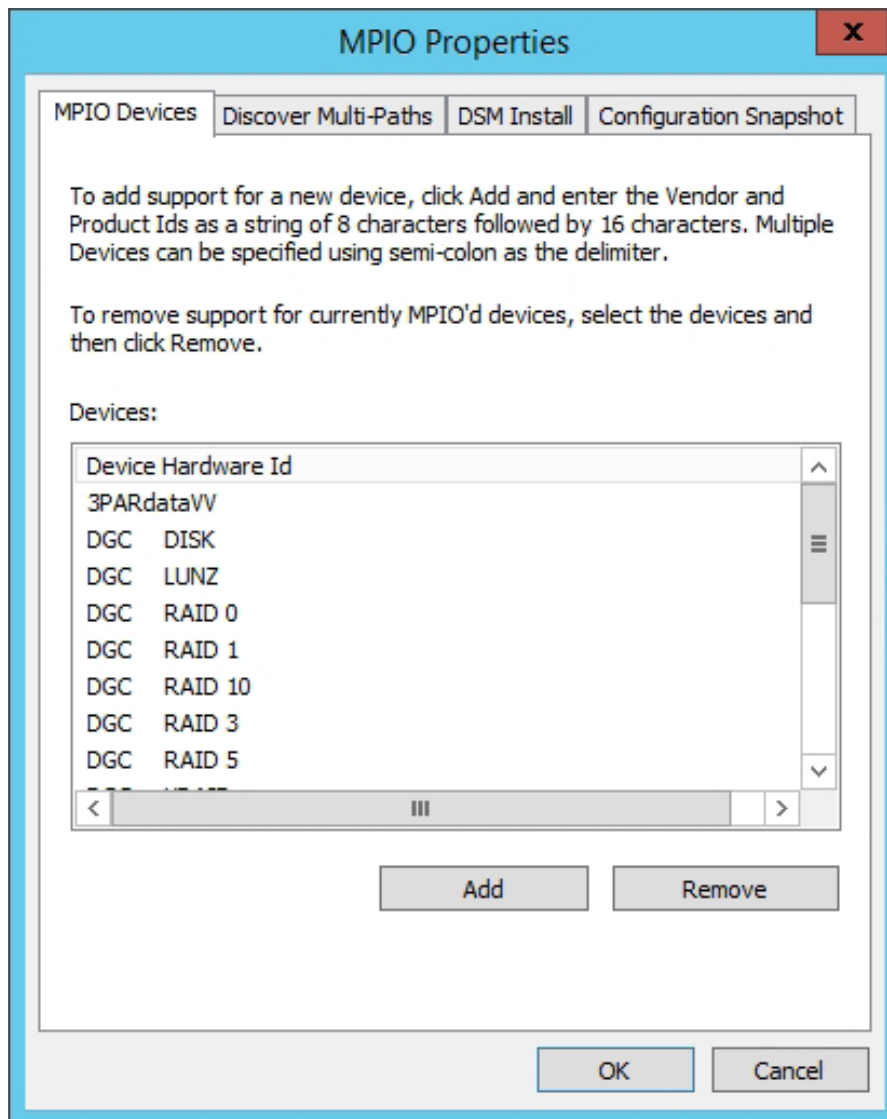 MPIO Properties
x
MPIO Devices Discover Multi-Paths DSM Install Configuration Snapshot
To add support for a new device, click Add and enter the Vendor and
Product Ids as a string of 8 characters followed by 16 characters. Multiple
Devices can be specified using semi-colon as the delimiter.
To remove support for currently MPIO'd devices, select the devices and
then click Remove.
Devices:
Device Hardware Id
3PARdataVV
DGC DISK
DGC LUNZ
DGC RAID 0
DGC RAID 1
DGC RAID 10
DGC RAID 3
DGC RAID 5
Add Remove
OK Cancel